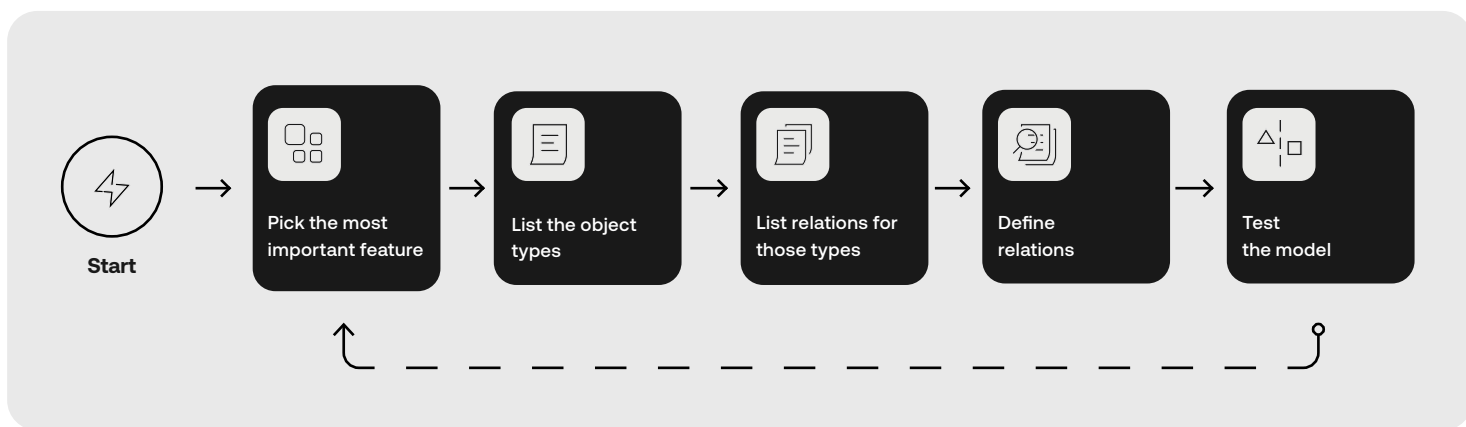 Start
Pick the most
important feature
List the object
types
List relations for
those types
Define
relations
Test
the model